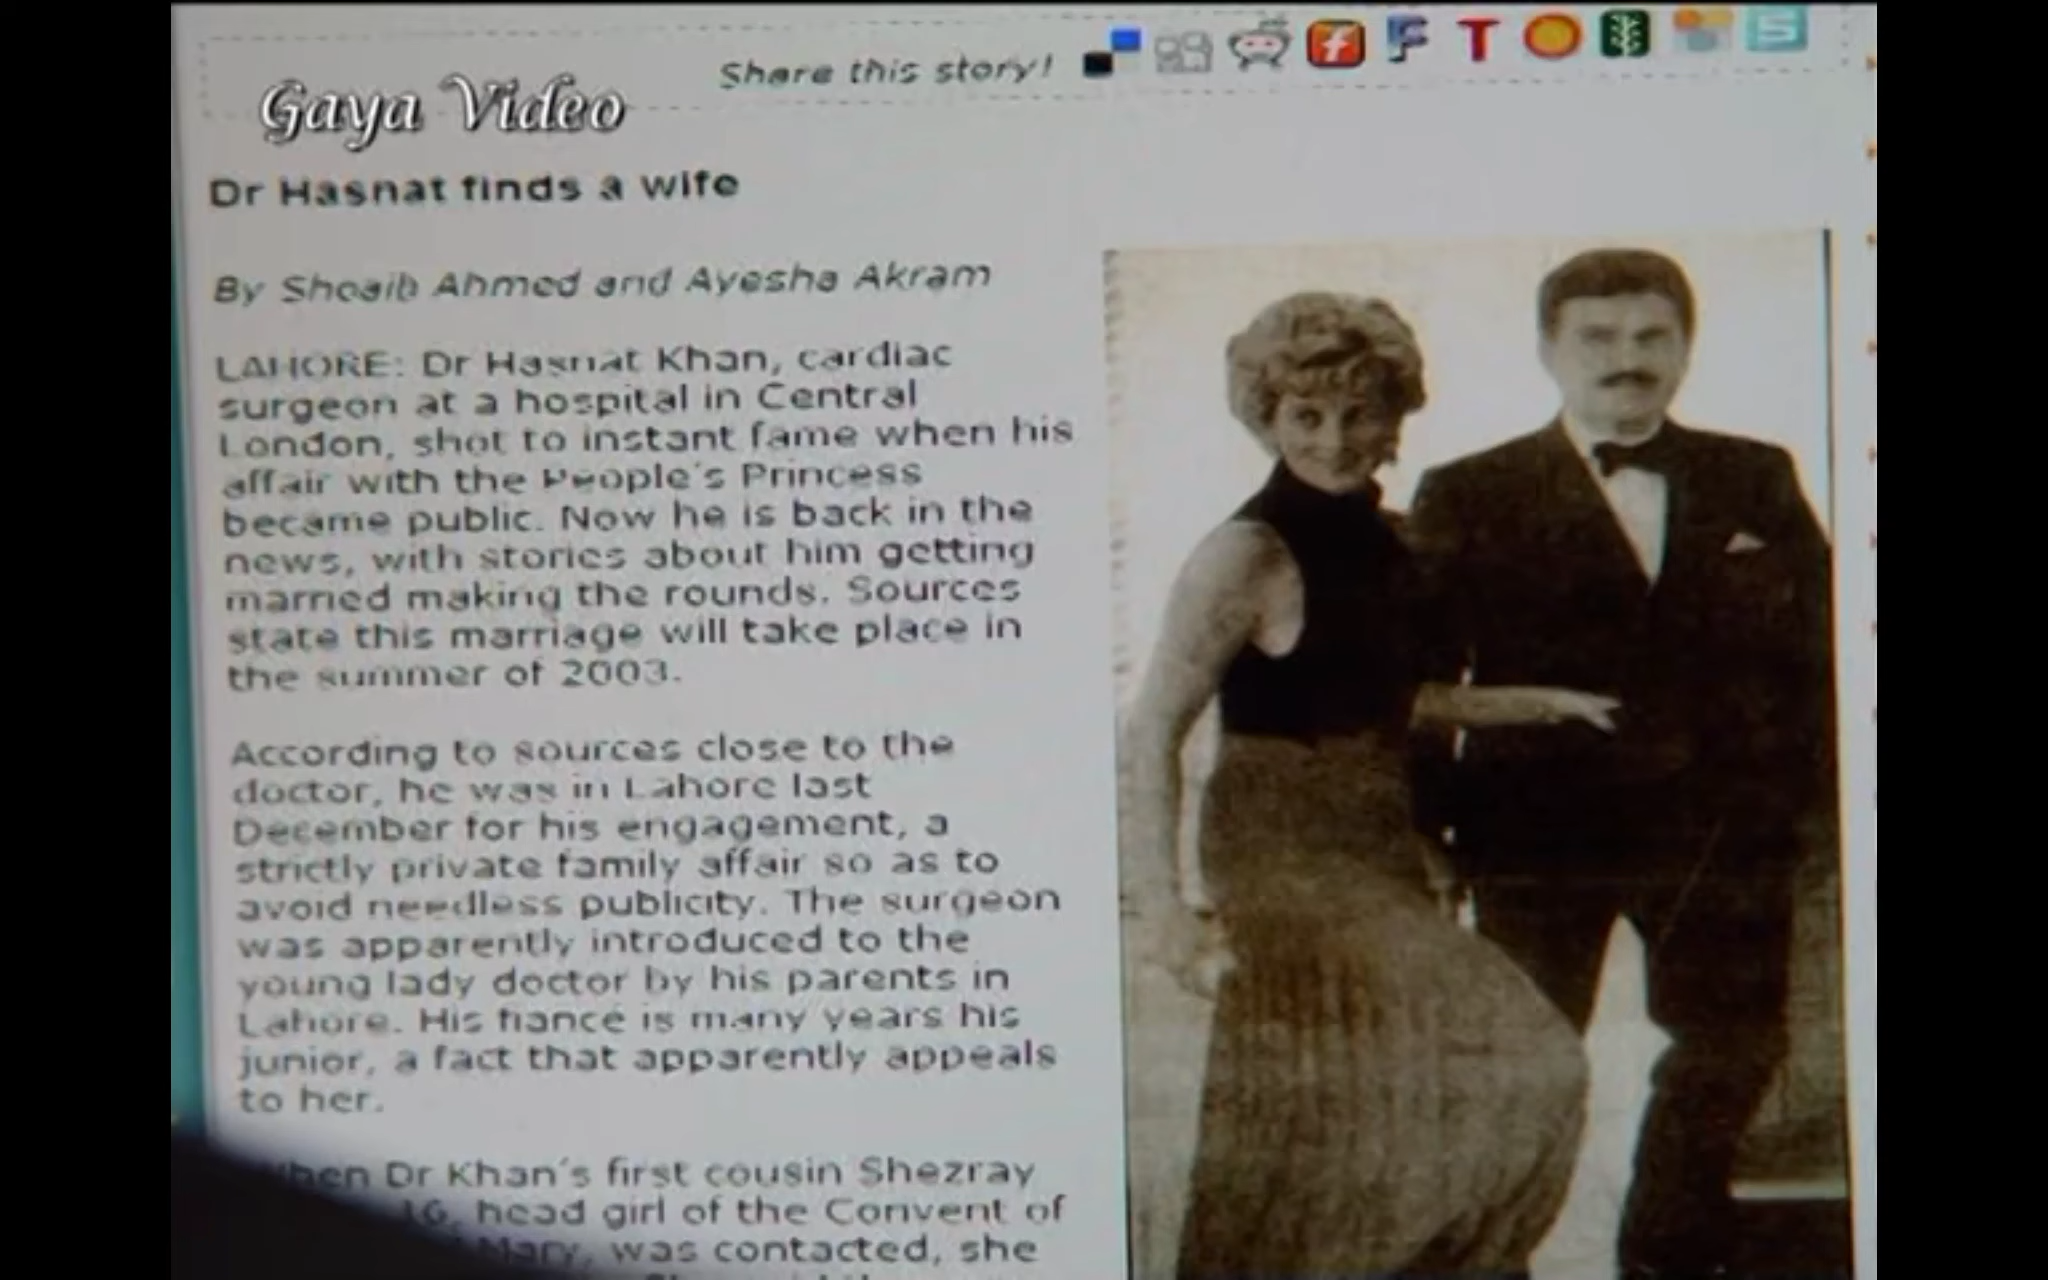 Share this story!
Gaya Video
Dr Hasnat finds a wife
By Shoaib Ahmed and Ayesha Akram
LAHORE: Dr Hasnat Khan, cardiac
surgeon at a hospital in Central
London, shot to instant fame when his
affair with the People's Princess
became public. Now he is back in the
news, with stories about him getting
married making the rounds. Sources
state this marriage will take place in
the summer of 2003.
According to sources close to the
doctor, he was in Lahore last
December for his engagement, a
strictly private family affair so as to
avoid needless publicity. The surgeon
was apparently introduced to the
young lady doctor by his parents in
Lahore. His fiancé is many years his
junior, a fact that apparently appeals
to her.
Dr Khan's first cousin Shezray
16, head girl of the Convent of
Mary, was contacted, she